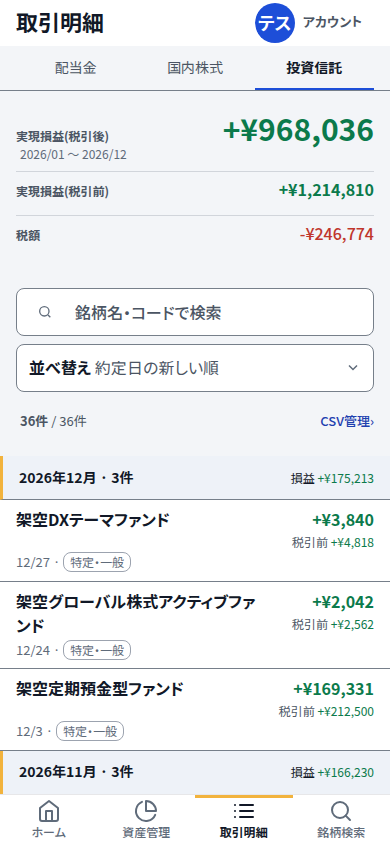 取引明細
テス アカウント
配当金 国内株式 投資信託
実現損益(税引後) +¥968,036
2026/01 〜 2026/12
実現損益(税引前) +¥1,214,810
税額 -¥246,774
銘柄名・コードで検索
並べ替え 約定日の新しい順
36件 / 36件 CSV管理›
2026年12月・3件 損益 +¥175,213
架空DXテーマファンド +¥3,840
税引前 +¥4,818
12/27 · 特定・一般
架空グローバル株式アクティブファ +¥2,042
ンド 税引前 +¥2,562
12/24 · 特定・一般
架空定期預金型ファンド +¥169,331
税引前 +¥212,500
12/3 · 特定・一般
2026年11月・3件 損益 +¥166,230
ホーム 資産管理 取引明細 銘柄検索